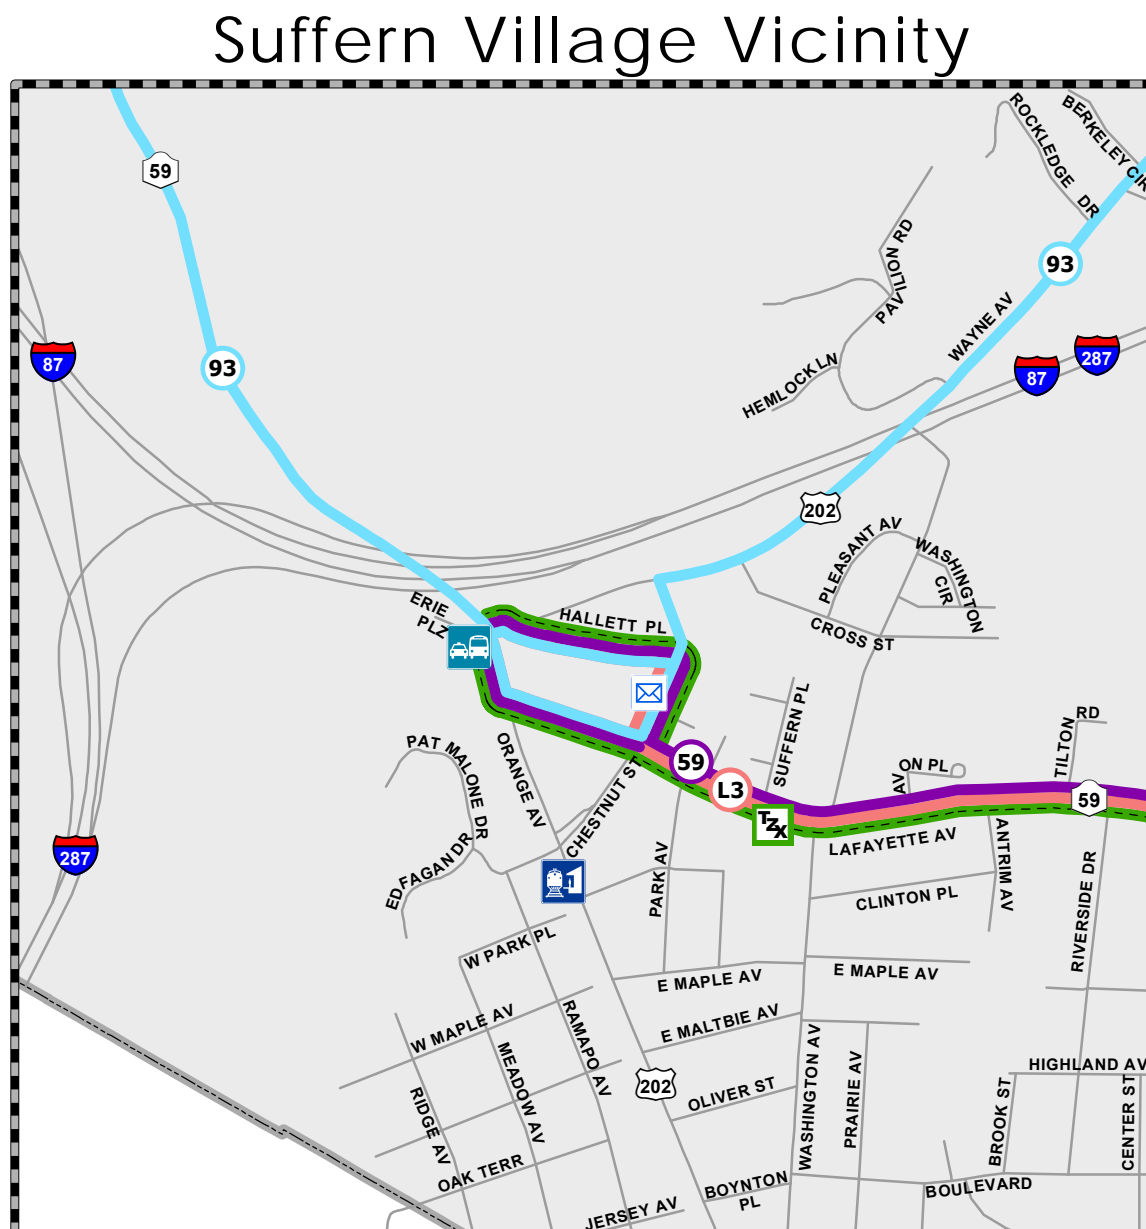 Suffern Village Vicinity
ROCKLEDGE DR
BERKELEY CIR
59
93
PAVILION RD
WAYNE AV
287
87
87
93
HEMLOCK LN
202
PLEASANT AV
WASHINGTON CIR
ERIE PLZ
HALLETT PL
CROSS ST
SUFFERN PL
TILTON RD
PAT MALONE DR
ORANGE AV
59
L3
TZX
AV
ON PL
59
CHESTNUT ST
LAFAYETTE AV
287
ED FAGAN DR
PARK AV
CLINTON PL
ANTRIM AV
RIVERSIDE DR
W PARK PL
E MAPLE AV
E MAPLE AV
W MAPLE AV
RAMAPO AV
E MALTBIE AV
MEADOW AV
202
OLIVER ST
WASHINGTON AV
PRAIRIE AV
HIGHLAND AV
BROOK ST
CENTER ST
RIDGE AV
OAK TERR
BOYNTON PL
BOULEVARD
JERSEY AV